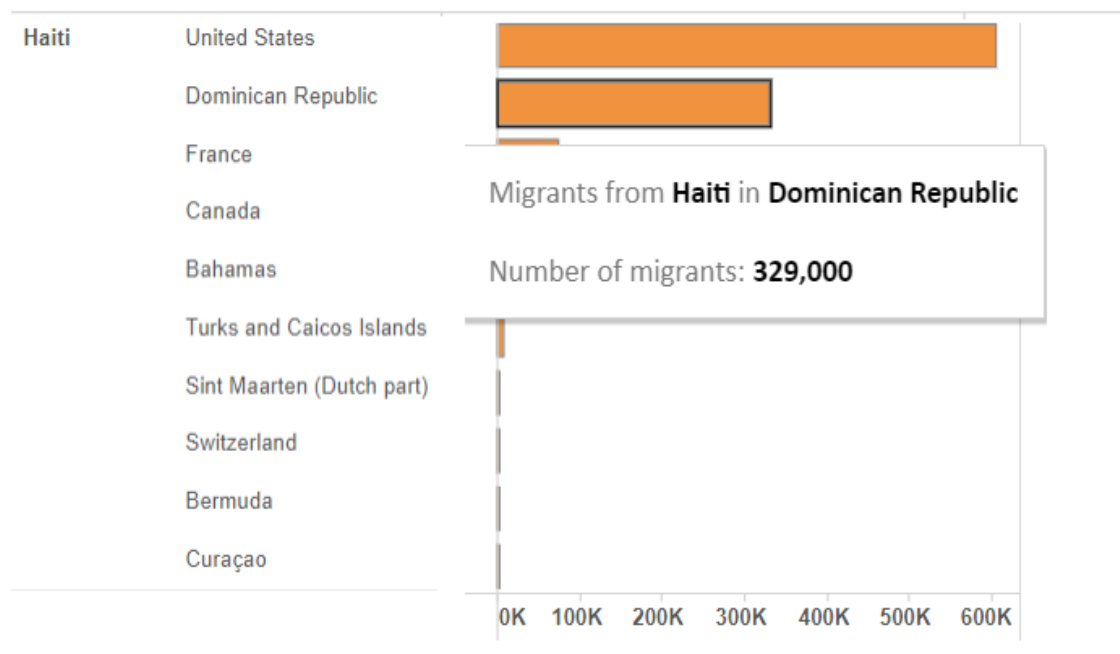 Haiti United States
Dominican Republic
France
Migrants from Haiti in Dominican Republic
Canada
Bahamas
Number of migrants: 329,000
Turks and Caicos Islands
Sint Maarten (Dutch part)
Switzerland
Bermuda
Curaçao
0K 100K 200K 300K 400K 500K 600K